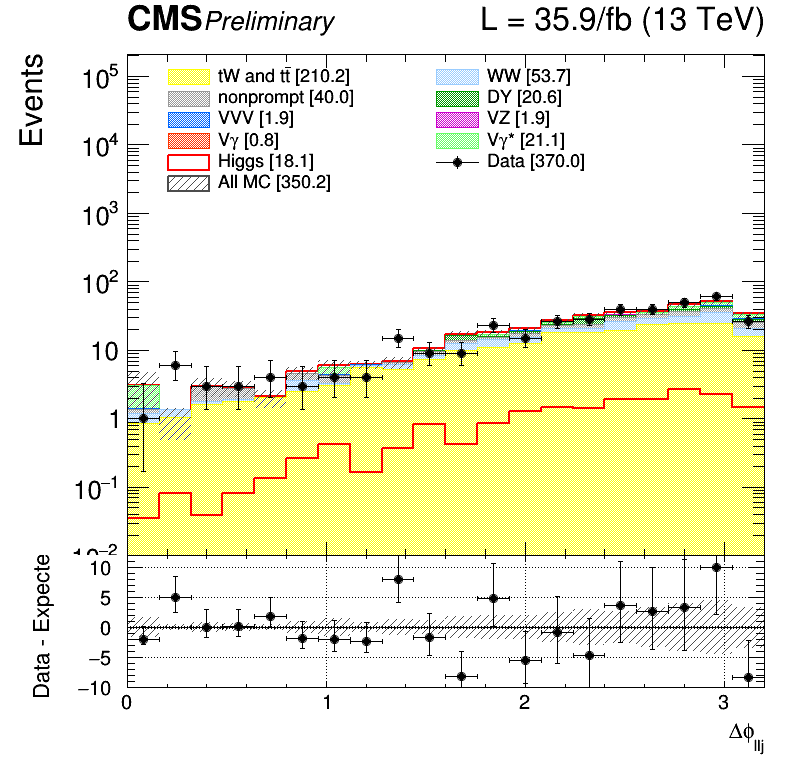 CMS Preliminary L = 35.9/fb (13 TeV)
Events
tW and tt̄ [210.2] WW [53.7]
nonprompt [40.0] DY [20.6]
VVV [1.9] VZ [1.9]
Vγ [0.8] Vγ* [21.1]
Higgs [18.1] Data [370.0]
All MC [350.2]
10⁵
10⁴
10³
10²
10
1
10⁻¹
10⁻²
Data - Expecte
10
5
0
−5
−10
0 1 2 3
Δϕ_llj